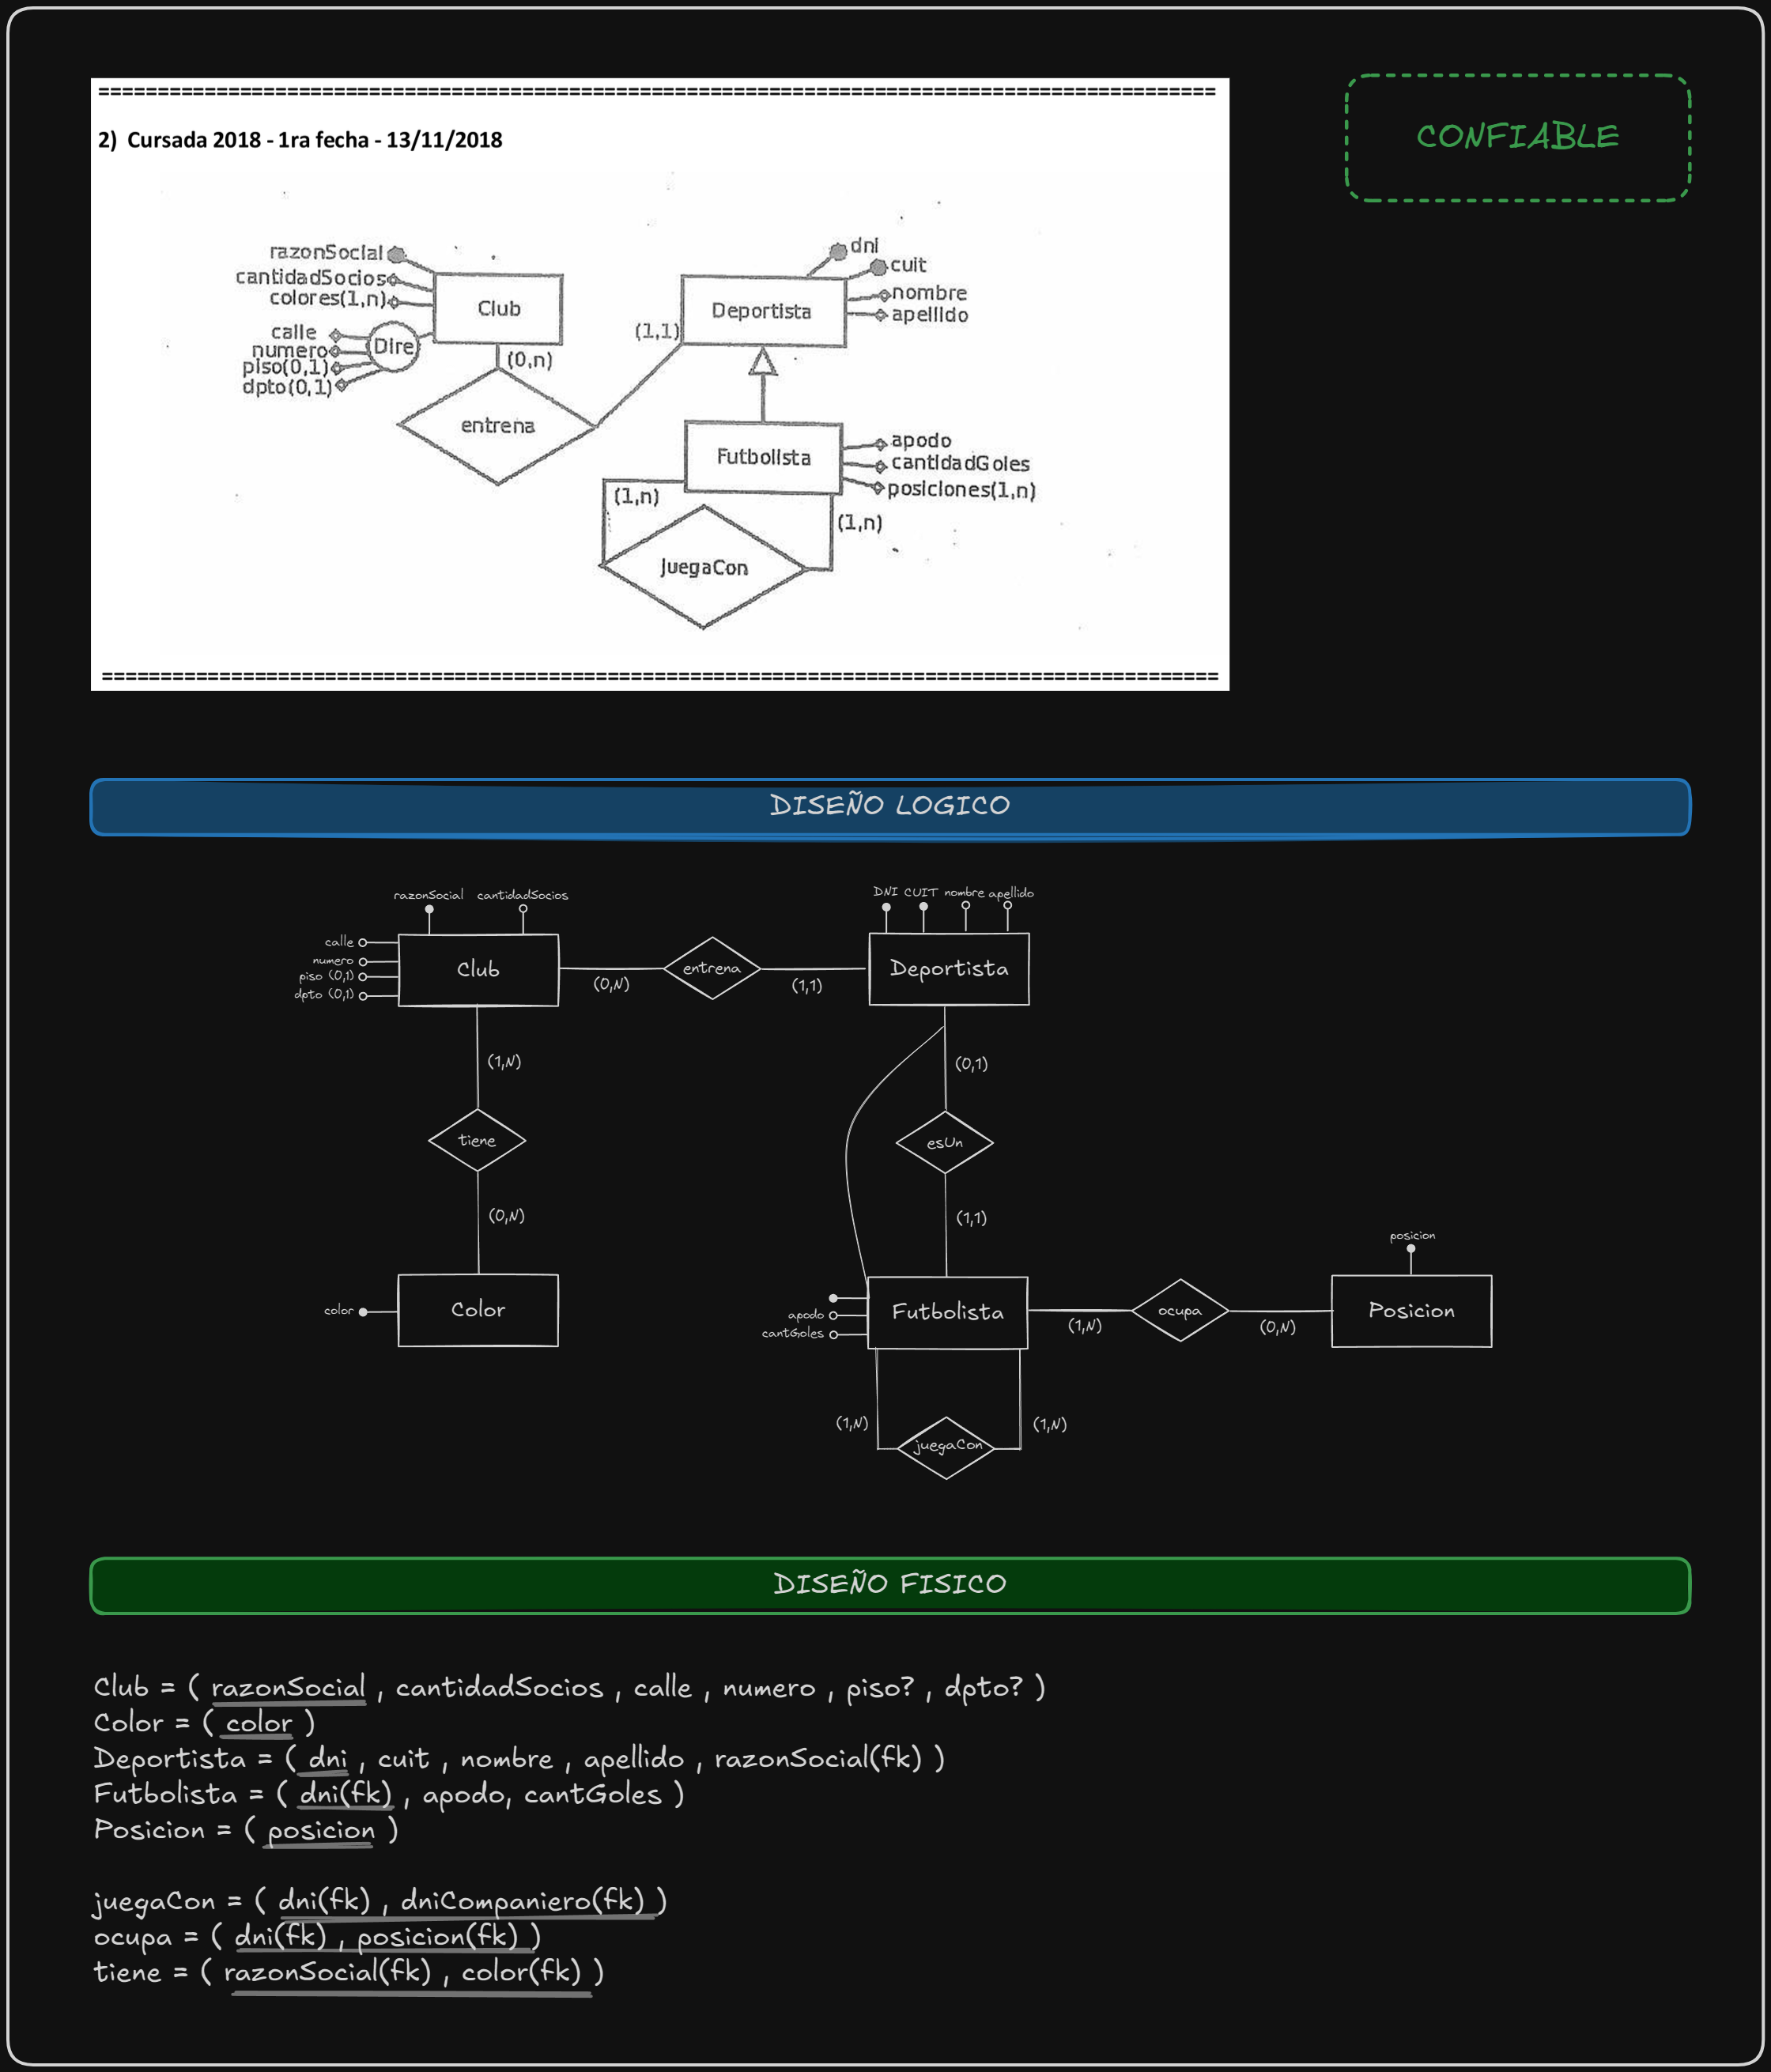 CONFIABLE
2) Cursada 2018 - 1ra fecha - 13/11/2018
razonSocial
cantidadSocios
colores(1,n)
calle
numero
piso(0,1)
dpto(0,1)
Dire
Club
(0,n)
entrena
(1,1)
Deportista
dni
cuit
nombre
apellido
Futbolista
apodo
cantidadGoles
posiciones(1,n)
(1,n)
(1,n)
JuegaCon
DISEÑO LOGICO
razonSocial cantidadSocios
calle
numero
piso (0,1)
dpto (0,1)
Club
(0,N)
entrena
(1,1)
DNI CUIT nombre apellido
Deportista
(1,N)
tiene
(0,N)
color
Color
(0,1)
esUn
(1,1)
apodo
cantGoles
Futbolista
(1,N)
ocupa
(0,N)
posicion
Posicion
(1,N)
juegaCon
(1,N)
DISEÑO FISICO
Club = ( razonSocial , cantidadSocios , calle , numero , piso? , dpto? )
Color = ( color )
Deportista = ( dni , cuit , nombre , apellido , razonSocial(fk) )
Futbolista = ( dni(fk) , apodo, cantGoles )
Posicion = ( posicion )
juegaCon = ( dni(fk) , dniCompaniero(fk) )
ocupa = ( dni(fk) , posicion(fk) )
tiene = ( razonSocial(fk) , color(fk) )